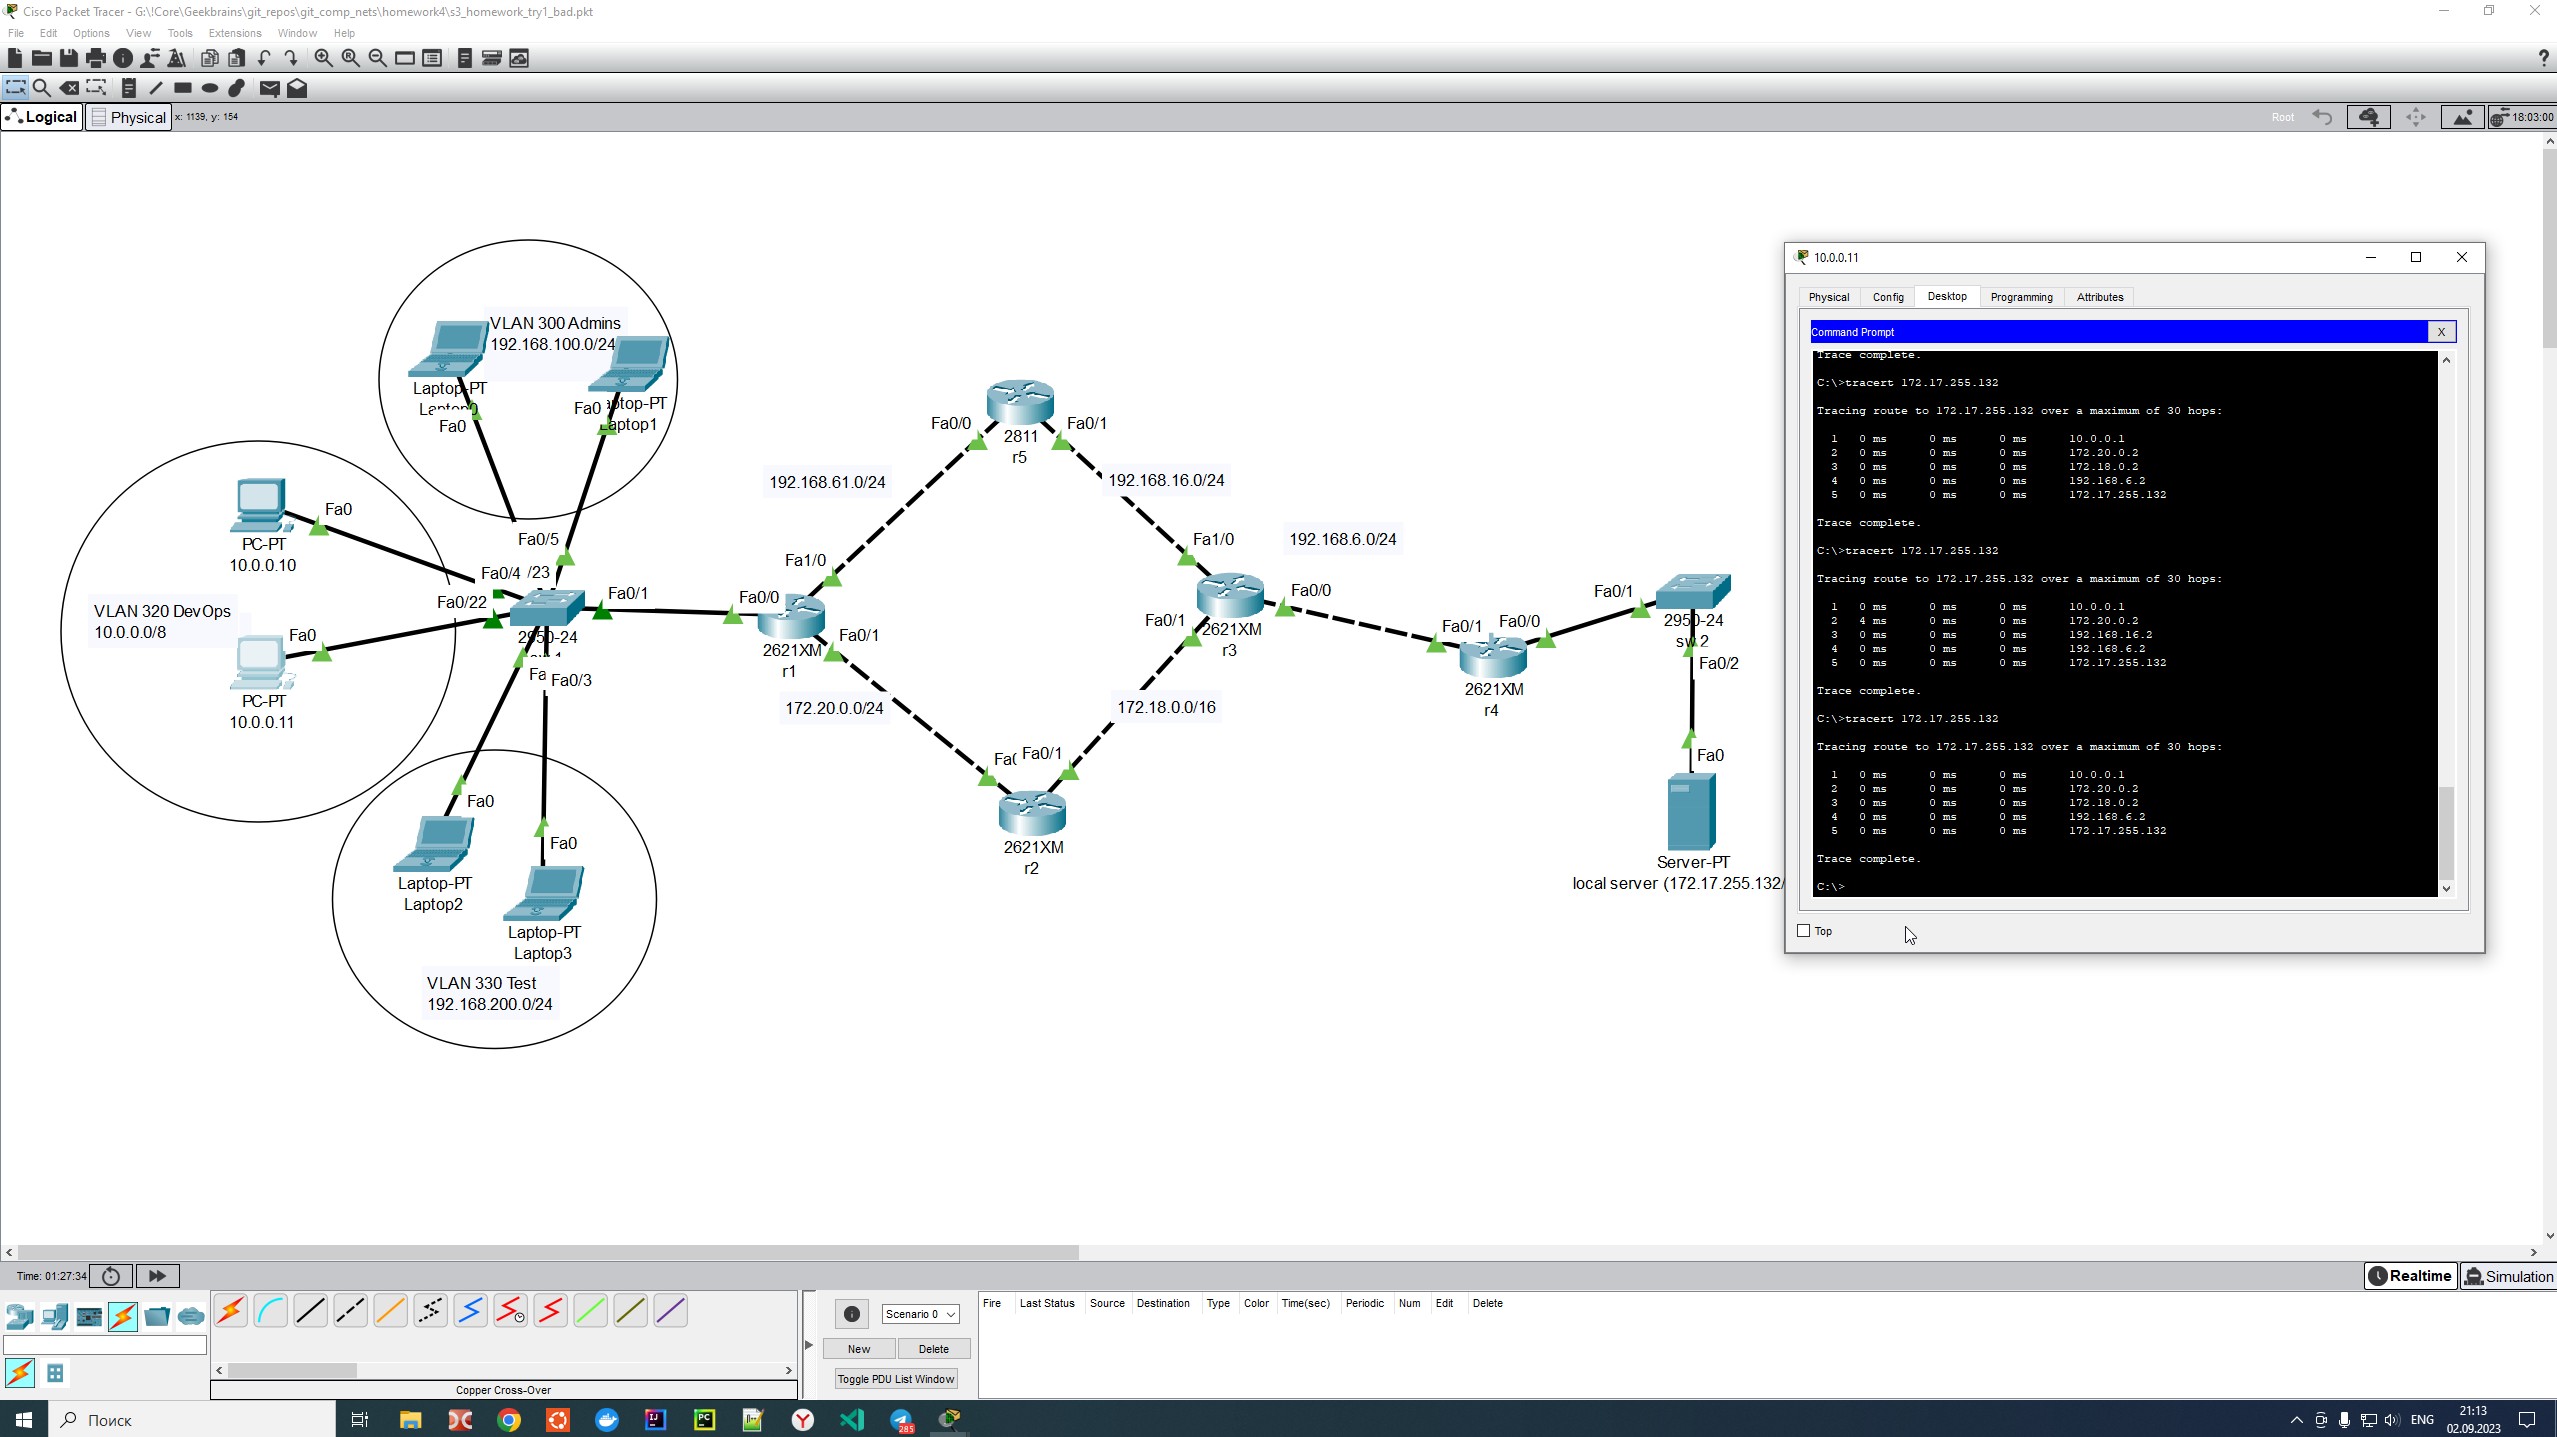 Cisco Packet Tracer - G:\!Core\Geekbrains\git_repos\git_comp_nets\homework4\s3_homework_try1_bad.pkt
File Edit Options View Tools Extensions Window Help
Logical Physical x: 1139, y: 154
Root 18:03:00
VLAN 300 Admins
192.168.100.0/24
Laptop-PT
Fa0
Fa0
Laptop1
PC-PT
10.0.0.10
Fa0
VLAN 320 DevOps
10.0.0.0/8
Fa0
PC-PT
10.0.0.11
Fa0/5
Fa0/4 /23
Fa0/22
Fa0/1
2950-24
Fa0/3
Fa0
Laptop-PT
Laptop2
Fa0
Laptop-PT
Laptop3
VLAN 330 Test
192.168.200.0/24
Fa0/0
Fa1/0
Fa0/1
2621XM
r1
192.168.61.0/24
172.20.0.0/24
Fa0/0
Fa0/1
2811
r5
192.168.16.0/24
192.168.6.0/24
Fa1/0
Fa0/0
Fa0/1
2621XM
r3
172.18.0.0/16
Fa0/1
2621XM
r2
Fa0/1 Fa0/0
2621XM
r4
Fa0/1
2950-24
sw2
Fa0/2
Fa0
Server-PT
local server (172.17.255.132/
10.0.0.11
Physical Config Desktop Programming Attributes
Command Prompt X
Trace complete.
C:\>tracert 172.17.255.132
Tracing route to 172.17.255.132 over a maximum of 30 hops:
1 0 ms 0 ms 0 ms 10.0.0.1
2 0 ms 0 ms 0 ms 172.20.0.2
3 0 ms 0 ms 0 ms 172.18.0.2
4 0 ms 0 ms 0 ms 192.168.6.2
5 0 ms 0 ms 0 ms 172.17.255.132
Trace complete.
C:\>tracert 172.17.255.132
Tracing route to 172.17.255.132 over a maximum of 30 hops:
1 0 ms 0 ms 0 ms 10.0.0.1
2 4 ms 0 ms 0 ms 172.20.0.2
3 0 ms 0 ms 0 ms 192.168.16.2
4 0 ms 0 ms 0 ms 192.168.6.2
5 0 ms 0 ms 0 ms 172.17.255.132
Trace complete.
C:\>tracert 172.17.255.132
Tracing route to 172.17.255.132 over a maximum of 30 hops:
1 0 ms 0 ms 0 ms 10.0.0.1
2 0 ms 0 ms 0 ms 172.20.0.2
3 0 ms 0 ms 0 ms 172.18.0.2
4 0 ms 0 ms 0 ms 192.168.6.2
5 0 ms 0 ms 0 ms 172.17.255.132
Trace complete.
C:\>
Top
Time: 01:27:34
Realtime Simulation
Scenario 0
New Delete
Toggle PDU List Window
Fire Last Status Source Destination Type Color Time(sec) Periodic Num Edit Delete
Copper Cross-Over
Поиск
285
ENG
21:13
02.09.2023